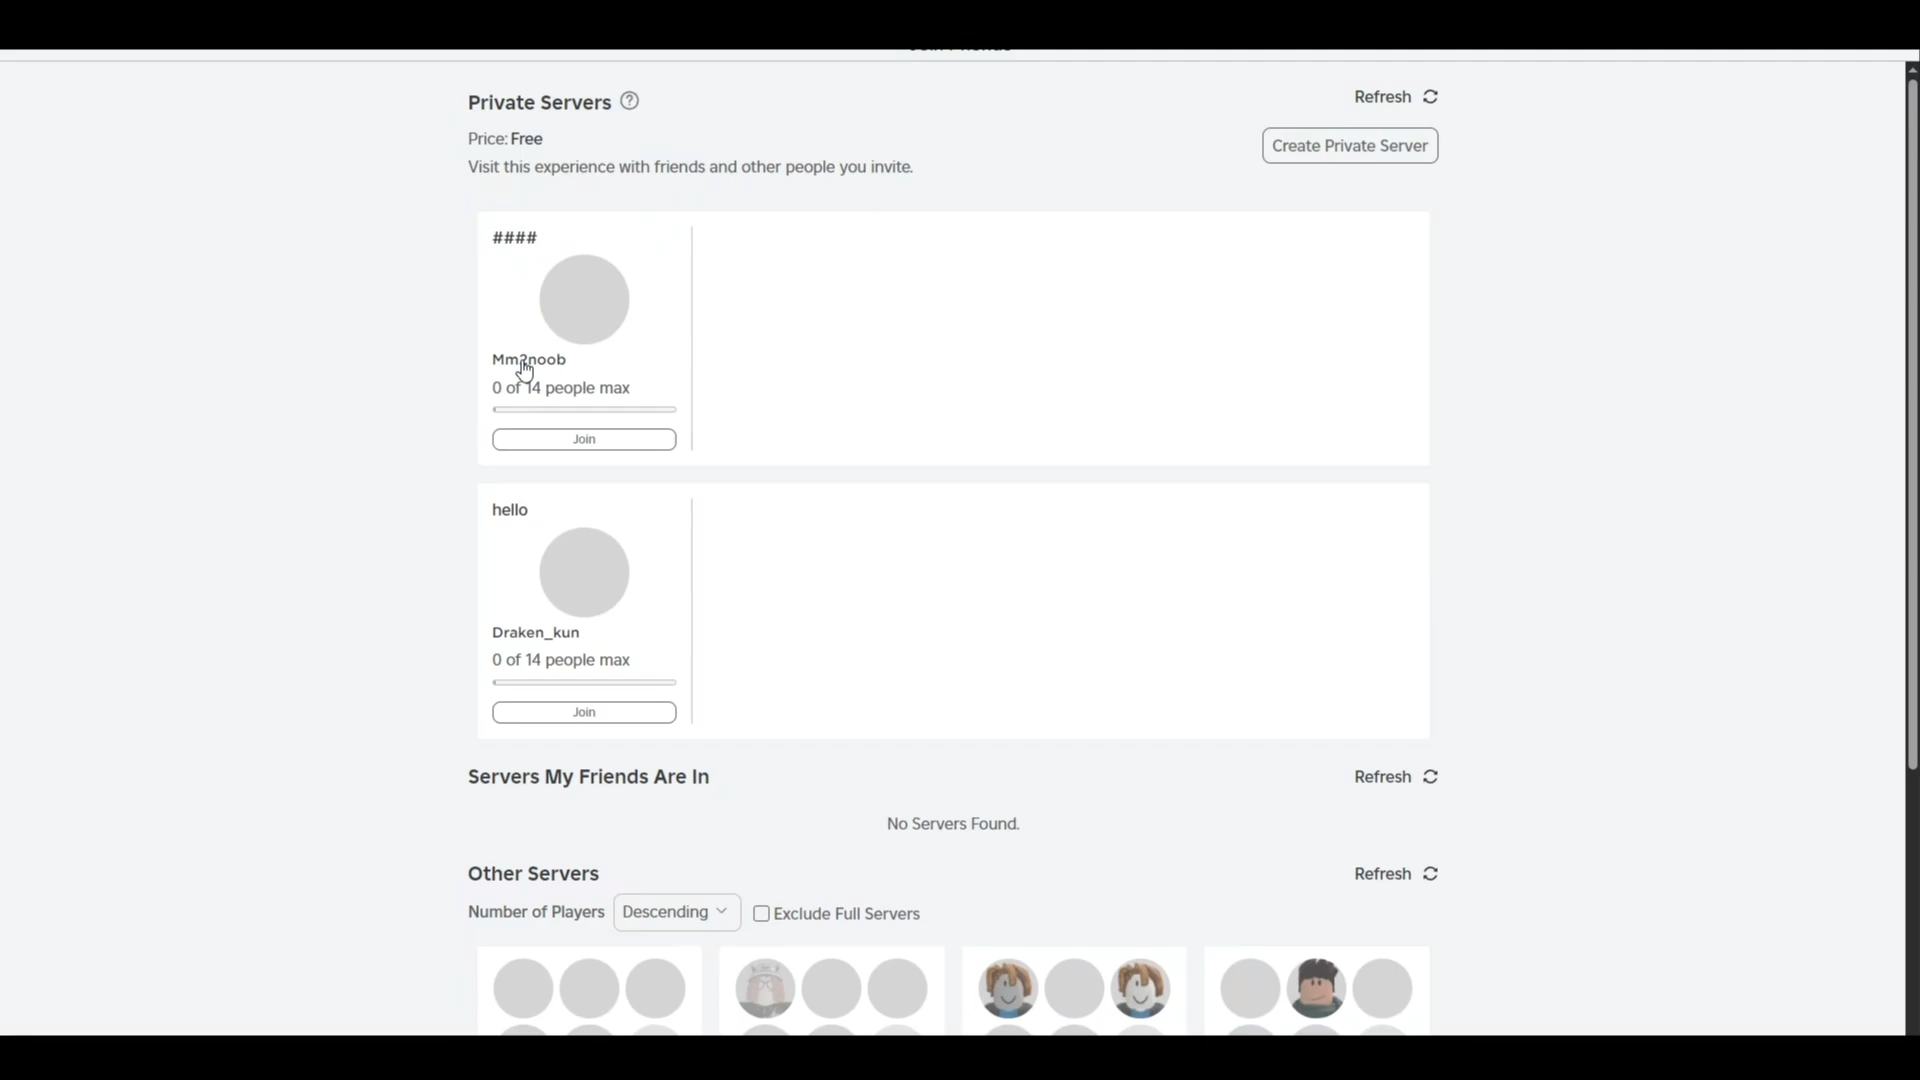 Private Servers
Refresh
Price: Free
Create Private Server
Visit this experience with friends and other people you invite.
####
Mm2noob
0 of 14 people max
Join
hello
Draken_kun
0 of 14 people max
Join
Servers My Friends Are In
Refresh
No Servers Found.
Other Servers
Refresh
Number of Players
Descending
Exclude Full Servers